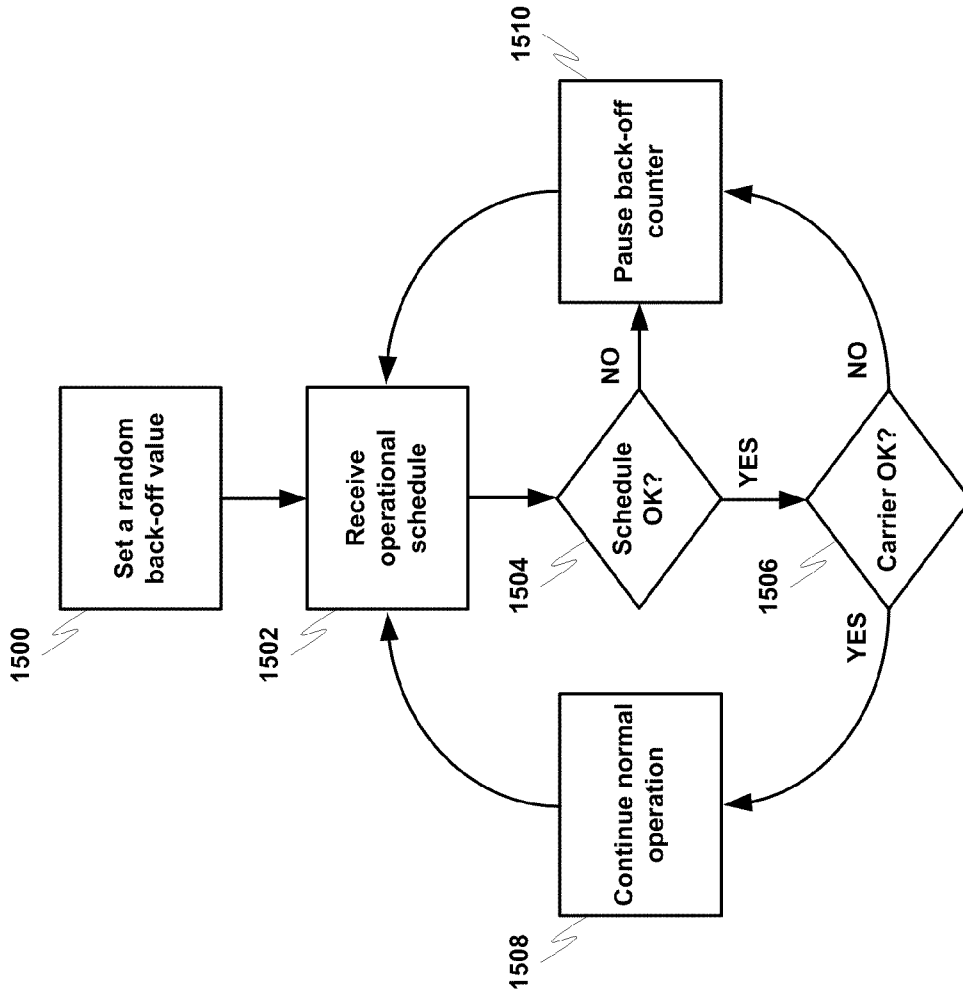 1500
Set a random
back-off value
1502
Receive
operational
schedule
1504
Schedule
OK?
NO
YES
1510
Pause back-off
counter
1506
Carrier OK?
YES
NO
1508
Continue normal
operation